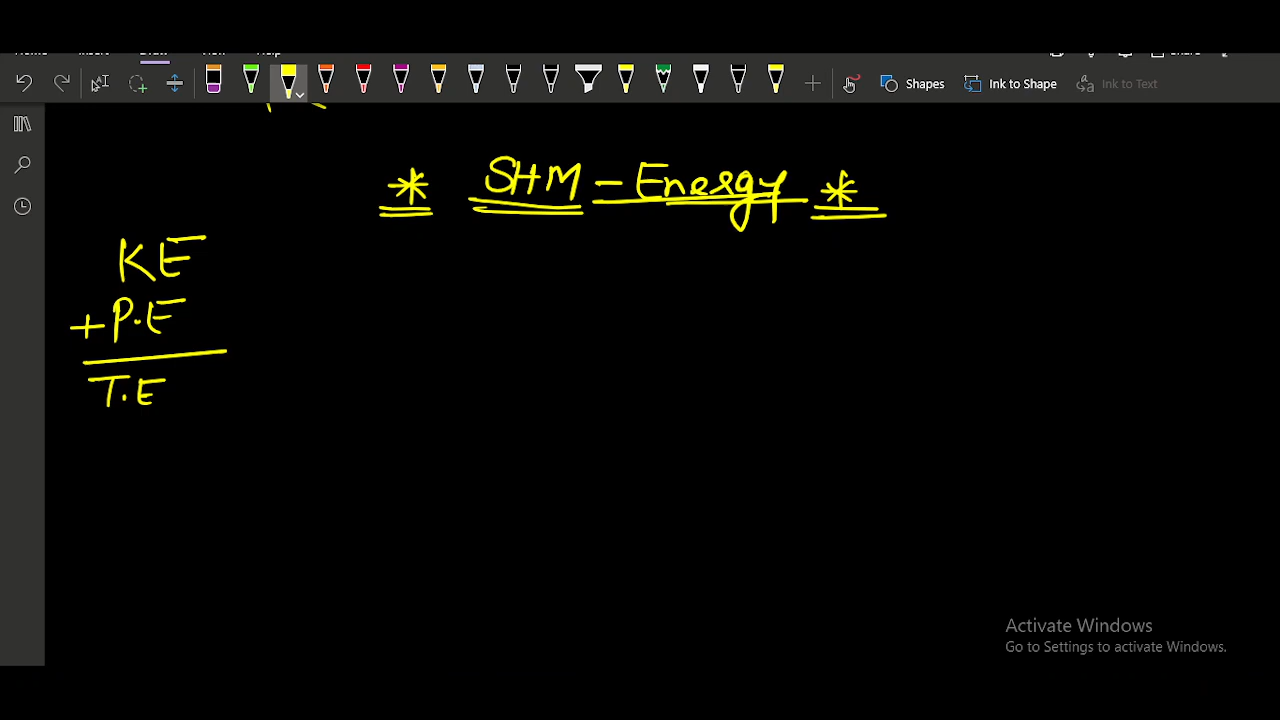 Shapes
Ink to Shape
Ink to Text
* SHM - Energy *
KE
+ P.E
T.E
Activate Windows
Go to Settings to activate Windows.